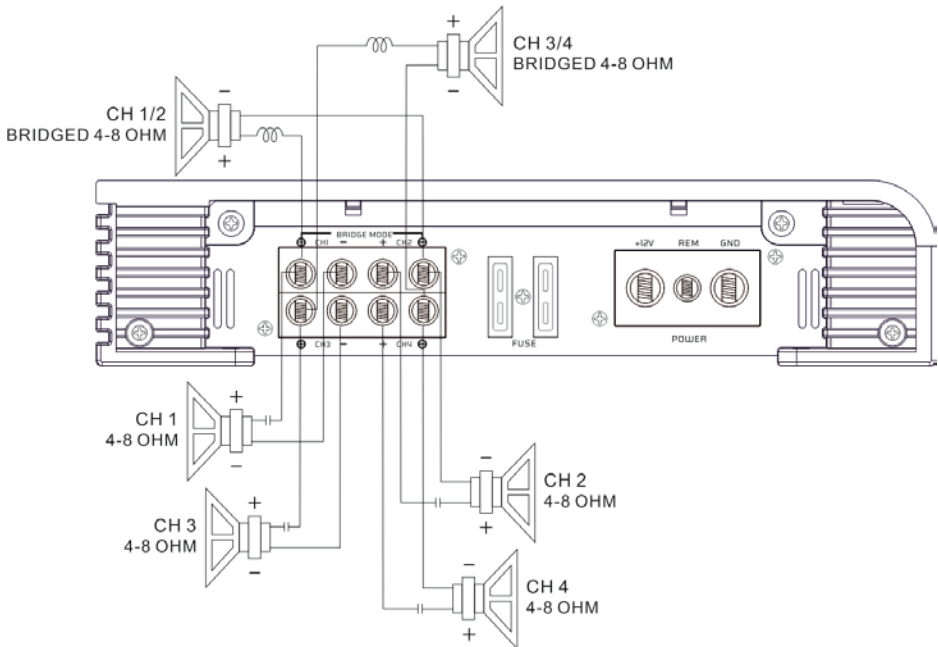 +
CH 3/4
BRIDGED 4-8 OHM
−
−
CH 1/2
BRIDGED 4-8 OHM
+
BRIDGE MODE
⊕ CH1 − + CH2 ⊖
+12V REM GND
⊕ CH3 − + CH4 ⊖
FUSE
POWER
+
CH 1
4-8 OHM
−
−
CH 2
4-8 OHM
+
+
CH 3
4-8 OHM
−
−
CH 4
4-8 OHM
+